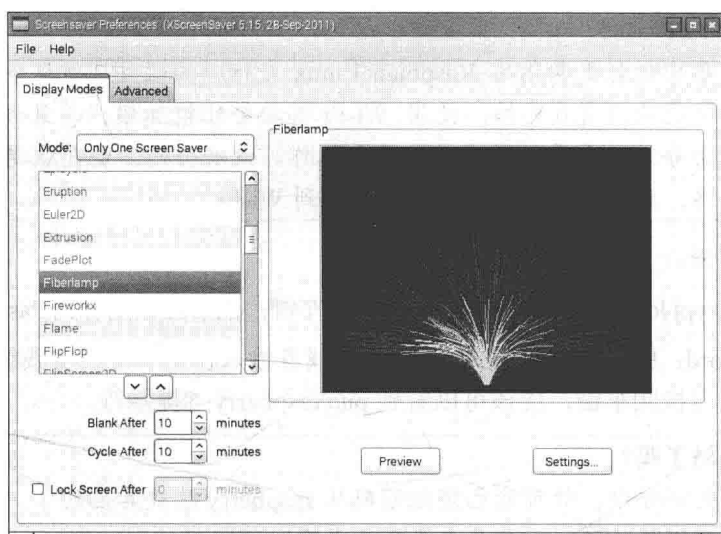 Screensaver Preferences (XScreenSaver 5.15, 28-Sep-2011)
File Help
Display Modes Advanced
Mode: Only One Screen Saver
Fiberlamp
Eruption
Euler2D
Extrusion
FadePlot
Fiberlamp
Fireworkx
Flame
FlipFlop
FlipScreen3D
Blank After 10 minutes
Cycle After 10 minutes
Preview Settings...
Lock Screen After 0 minutes